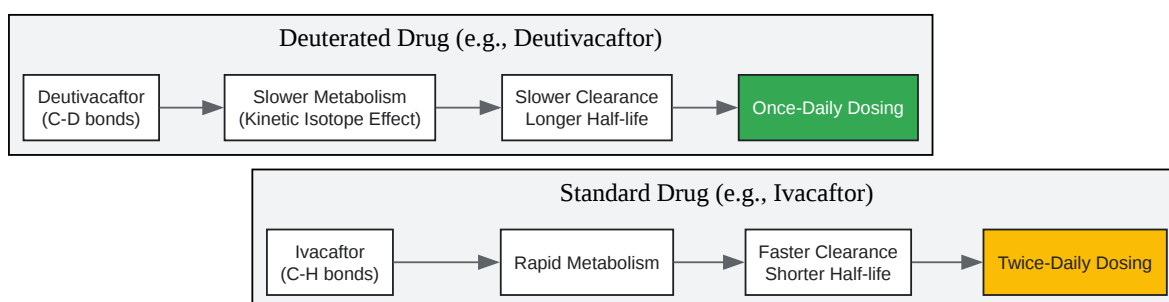 Deuterated Drug (e.g., Deutivacaftor)
Deutivacaftor
(C-D bonds)
Slower Metabolism
(Kinetic Isotope Effect)
Slower Clearance
Longer Half-life
Once-Daily Dosing
Standard Drug (e.g., Ivacaftor)
Ivacaftor
(C-H bonds)
Rapid Metabolism
Faster Clearance
Shorter Half-life
Twice-Daily Dosing